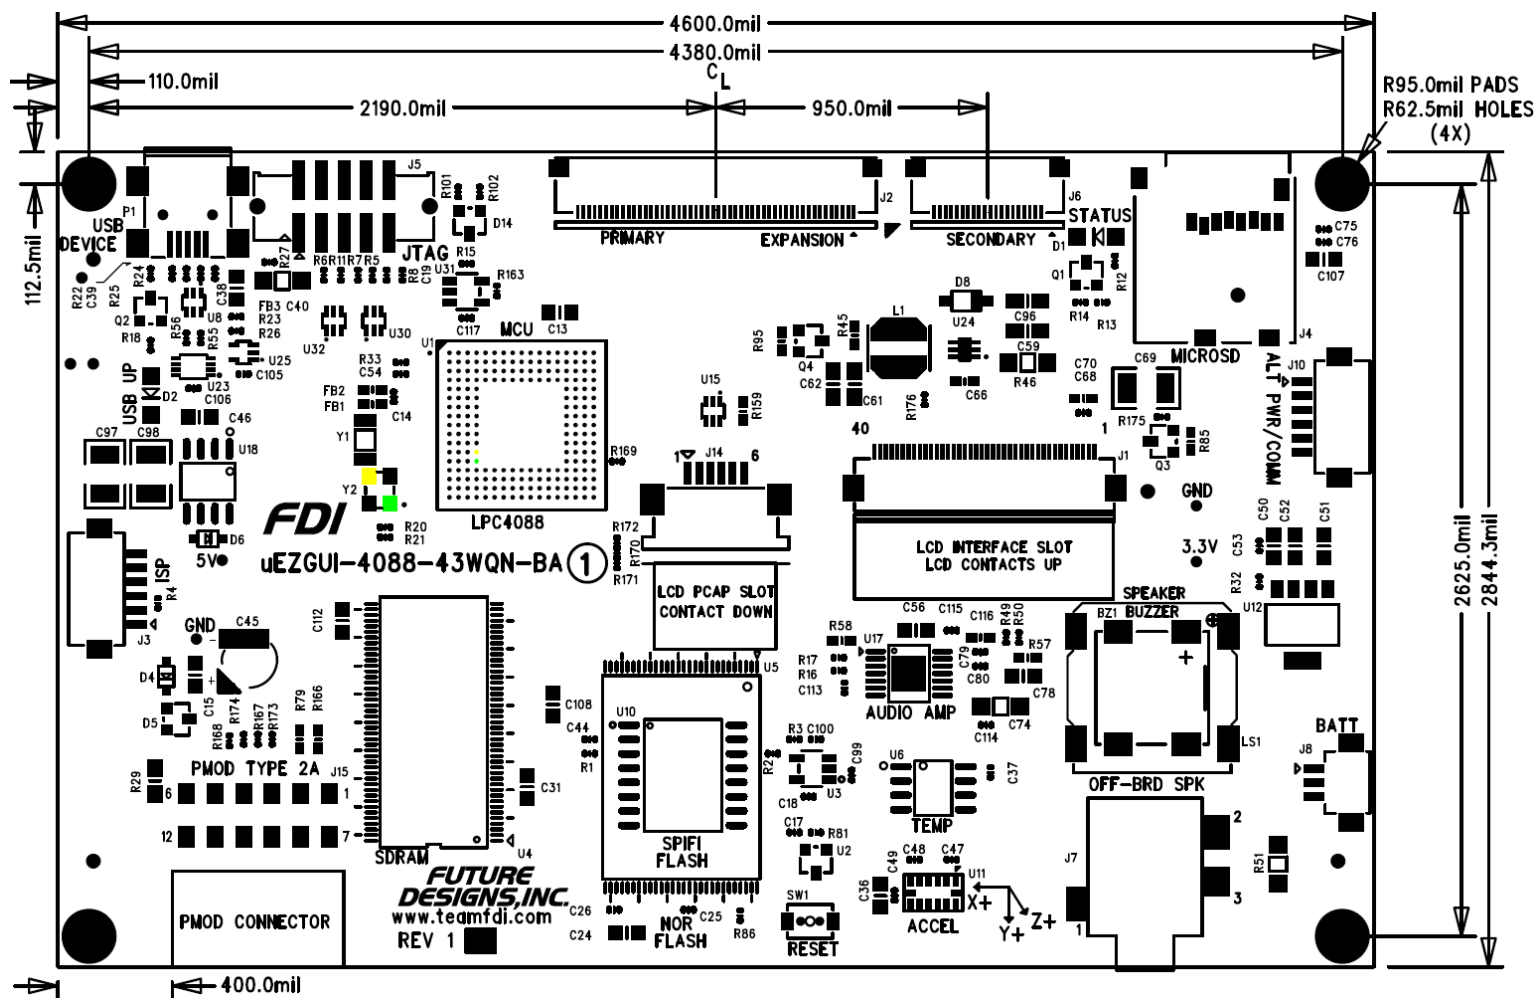 4600.0mil
4380.0mil
110.0mil
CL
2190.0mil
950.0mil
R95.0mil PADS
R62.5mil HOLES
(4X)
112.5mil
2625.0mil
2844.3mil
J5
R101
R102
P1
USB
DEVICE
J2
J6
STATUS
C75
C76
D14
PRIMARY
EXPANSION
SECONDARY
D1
JTAG
R15
R27
R6
R11
R7
R5
R8
C19
U31
R163
Q1
R12
C107
R22
C39
R25
R24
C38
FB3
C40
D8
R14
R13
Q2
R56
U8
R23
R26
C117
C13
MCU
C96
L1
U24
R18
R55
U32
U30
U1
R95
R45
C59
J4
U25
C105
R33
C54
Q4
MICROSD
J10
U23
C106
FB2
FB1
C14
U15
C62
C61
R176
C66
R46
C70
C68
C69
ALT PWR/COMM
USB UP
D2
C46
R159
R175
C97
C98
U18
Y1
40
1
R85
Q3
R169
1
J14
6
J1
Y2
GND
FDI
LPC4088
R20
R21
R172
R170
R171
C50
C52
C51
D6
5V
uEZGUI-4088-43WQN-BA
1
LCD INTERFACE SLOT
LCD CONTACTS UP
3.3V
C53
ISP
R4
R32
LCD PCAP SLOT
CONTACT DOWN
SPEAKER
BUZZER
BZ1
U12
J3
GND
C45
C112
C56
C115
C116
R49
R50
R58
U17
R57
R17
R16
C113
C79
C80
C78
D4
U5
C15
R174
R79
R166
C108
U10
AUDIO AMP
C74
C114
D5
R168
R167
R173
C44
R1
R2
R3
C100
C99
BATT
LS1
PMOD TYPE 2A
J15
U6
C37
J8
R29
6
1
C31
C18
U3
OFF-BRD SPK
12
7
TEMP
2
SPIFI
FLASH
C17
R81
U2
SDRAM
U4
C49
C48
C47
J7
R51
FUTURE
DESIGNS,INC.
www.teamfdi.com
SW1
C36
U11
X+
Y+
Z+
3
1
PMOD CONNECTOR
C26
C24
NOR
FLASH
C25
R86
ACCEL
REV 1
RESET
400.0mil